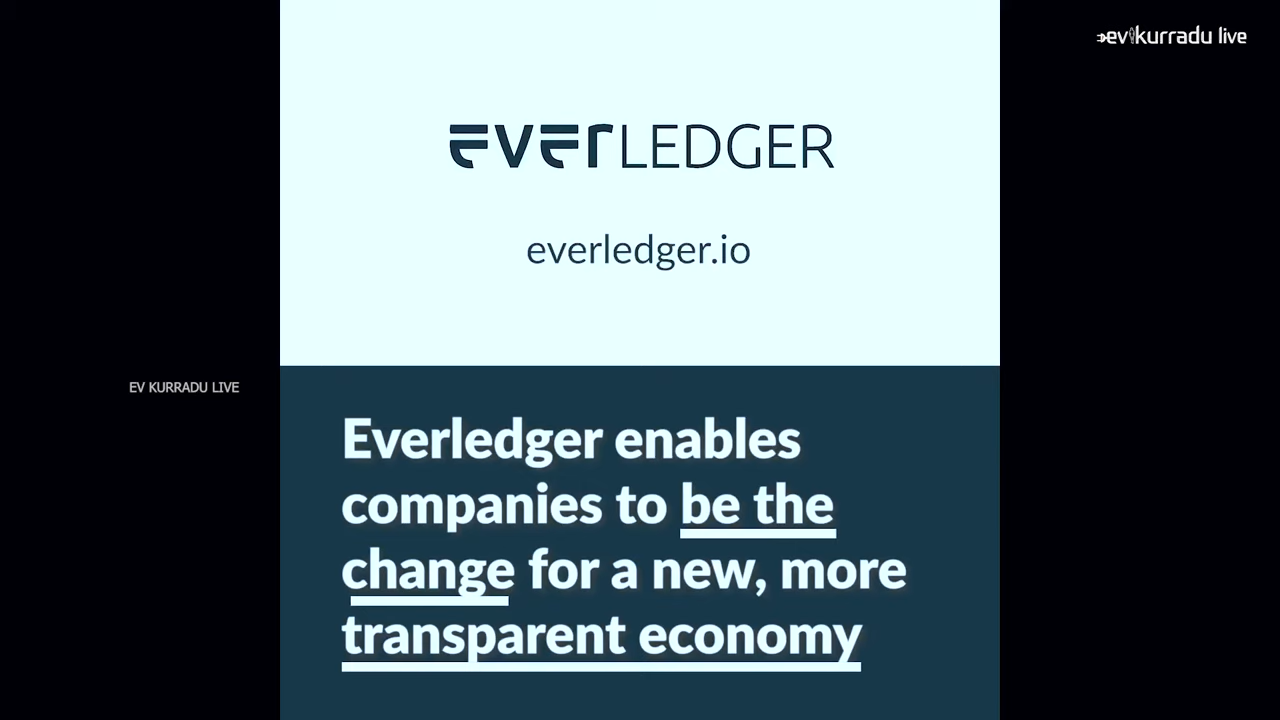 evkurradu live
EVERLEDGER
everledger.io
EV KURRADU LIVE
Everledger enables
companies to be the
change for a new, more
transparent economy